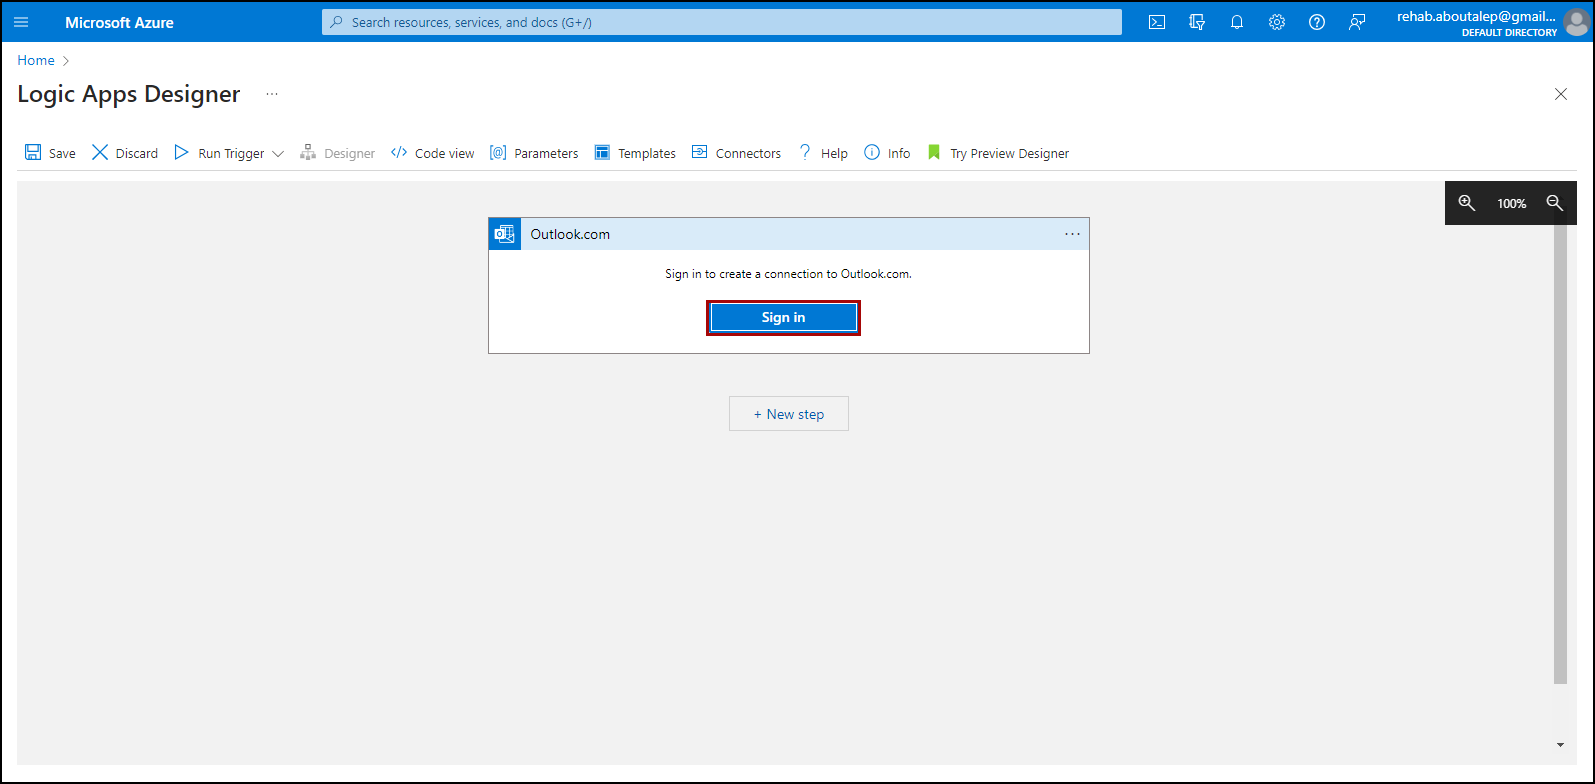 Microsoft Azure
Search resources, services, and docs (G+/)
rehab.aboutalep@gmail...
DEFAULT DIRECTORY
Home
Logic Apps Designer ...
Save Discard Run Trigger Designer Code view Parameters Templates Connectors Help Info Try Preview Designer
100%
Outlook.com ...
Sign in to create a connection to Outlook.com.
Sign in
+ New step